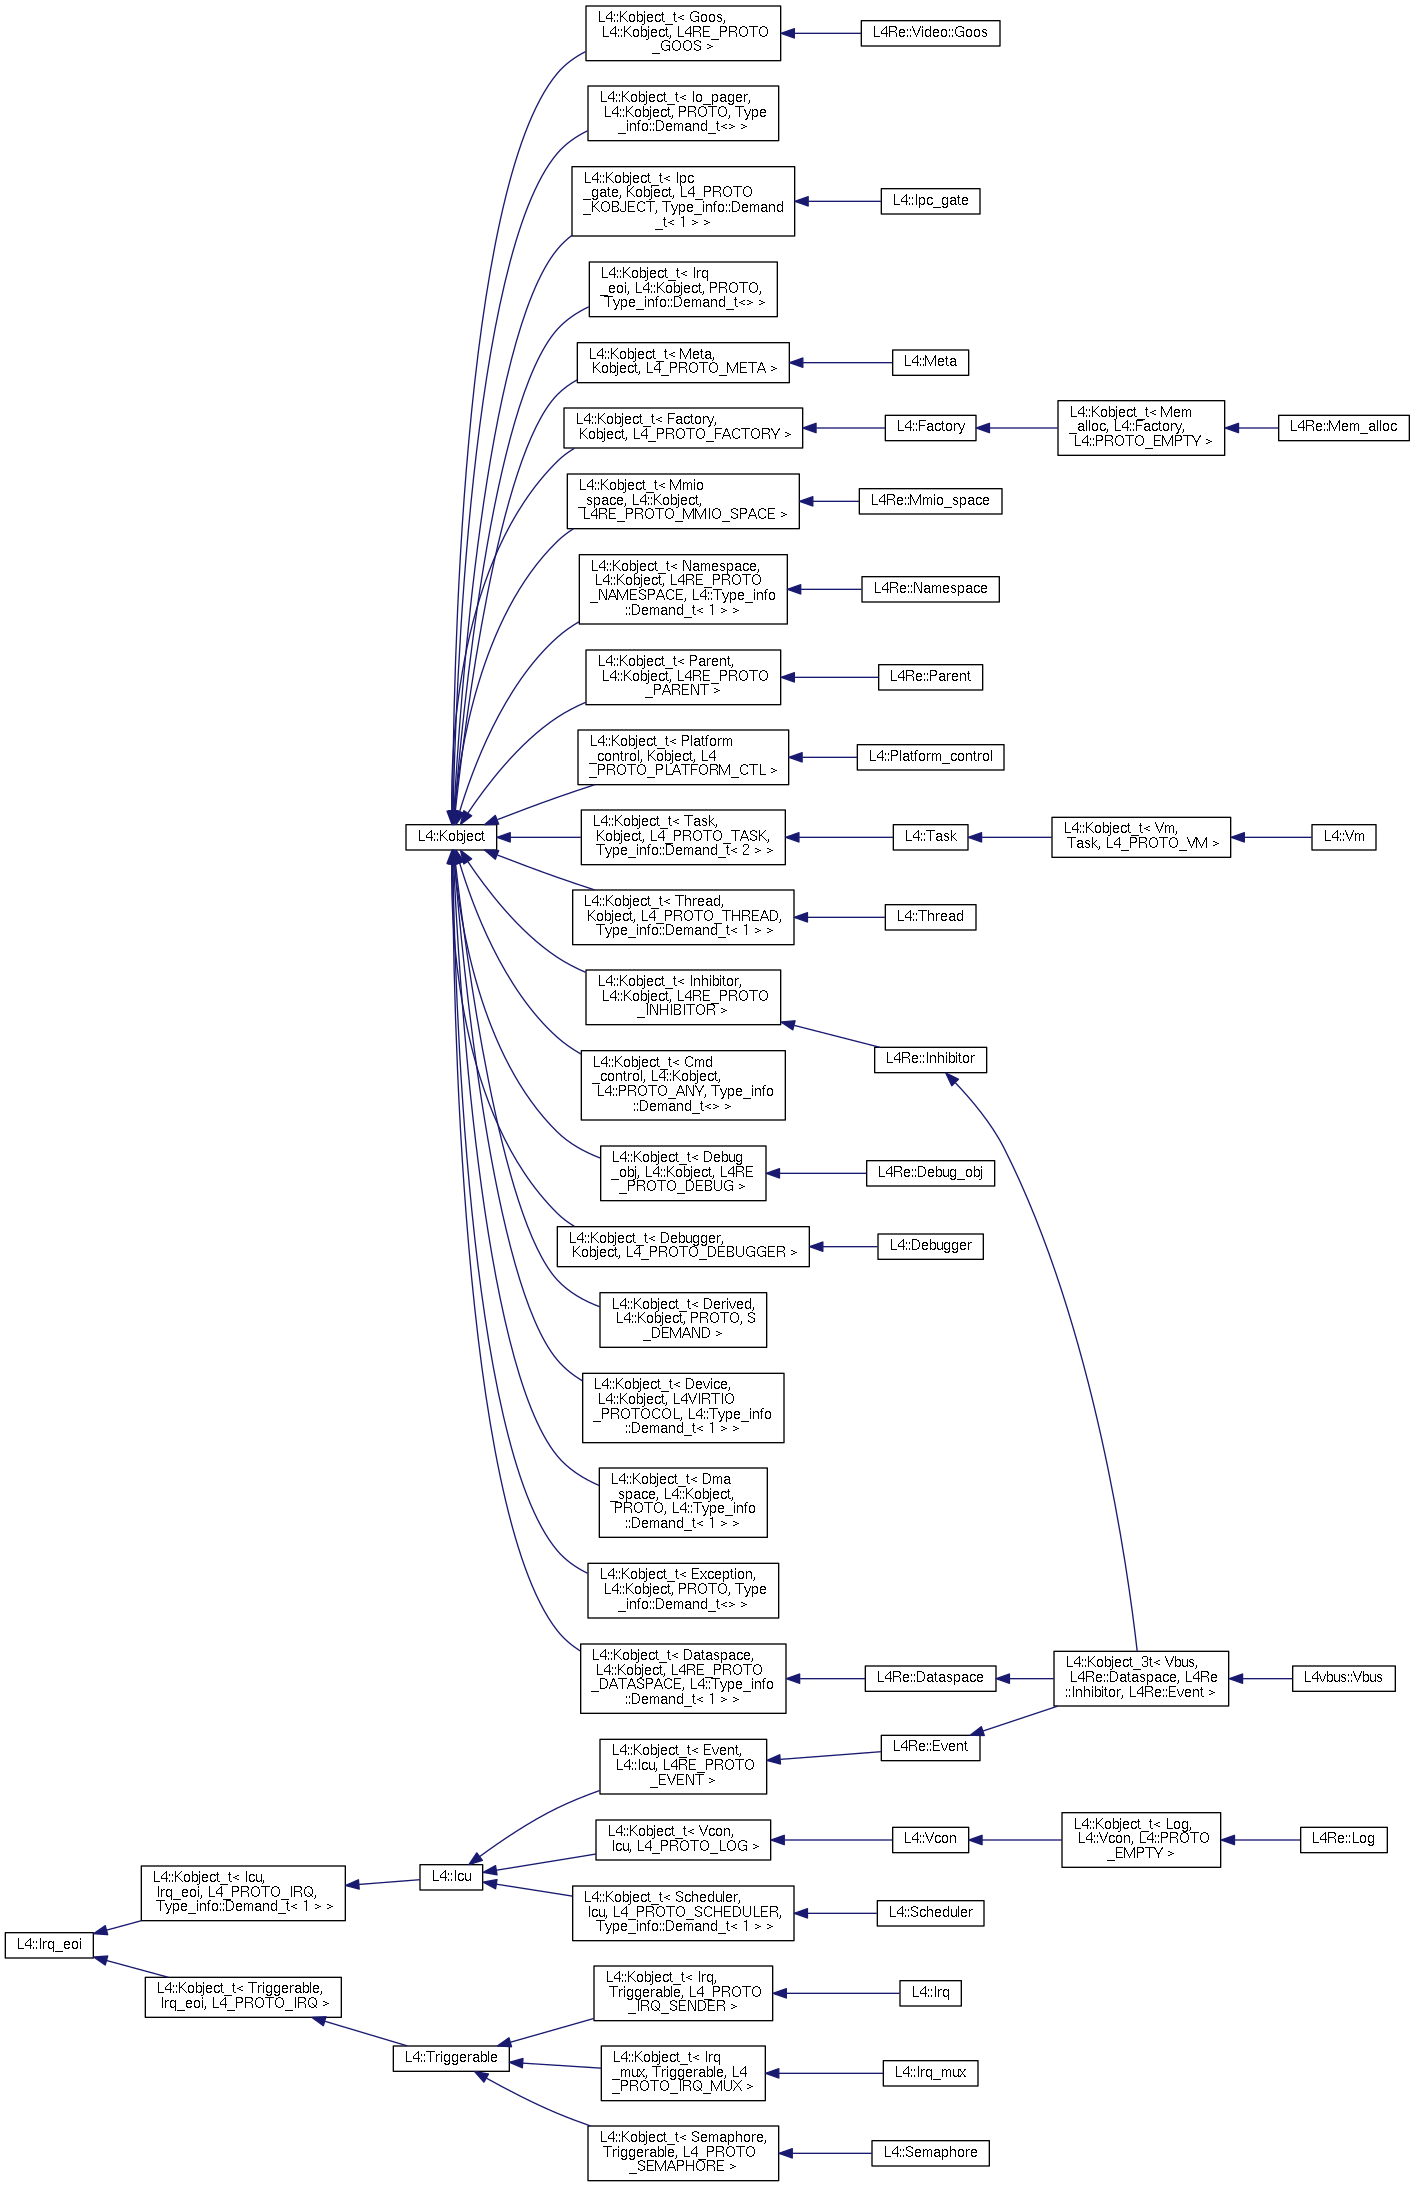 L4::Kobject_t< Goos,
L4::Kobject, L4RE_PROTO
_GOOS >
L4Re::Video::Goos
L4::Kobject_t< Io_pager,
L4::Kobject, PROTO, Type
_info::Demand_t<> >
L4::Kobject_t< Ipc
_gate, Kobject, L4_PROTO
_KOBJECT, Type_info::Demand
_t< 1 > >
L4::Ipc_gate
L4::Kobject_t< Irq
_eoi, L4::Kobject, PROTO,
Type_info::Demand_t<> >
L4::Kobject_t< Meta,
Kobject, L4_PROTO_META >
L4::Meta
L4::Kobject_t< Factory,
Kobject, L4_PROTO_FACTORY >
L4::Factory
L4::Kobject_t< Mem
_alloc, L4::Factory,
L4::PROTO_EMPTY >
L4Re::Mem_alloc
L4::Kobject_t< Mmio
_space, L4::Kobject,
L4RE_PROTO_MMIO_SPACE >
L4Re::Mmio_space
L4::Kobject_t< Namespace,
L4::Kobject, L4RE_PROTO
_NAMESPACE, L4::Type_info
::Demand_t< 1 > >
L4Re::Namespace
L4::Kobject_t< Parent,
L4::Kobject, L4RE_PROTO
_PARENT >
L4Re::Parent
L4::Kobject_t< Platform
_control, Kobject, L4
_PROTO_PLATFORM_CTL >
L4::Platform_control
L4::Kobject
L4::Kobject_t< Task,
Kobject, L4_PROTO_TASK,
Type_info::Demand_t< 2 > >
L4::Task
L4::Kobject_t< Vm,
Task, L4_PROTO_VM >
L4::Vm
L4::Kobject_t< Thread,
Kobject, L4_PROTO_THREAD,
Type_info::Demand_t< 1 > >
L4::Thread
L4::Kobject_t< Inhibitor,
L4::Kobject, L4RE_PROTO
_INHIBITOR >
L4Re::Inhibitor
L4::Kobject_t< Cmd
_control, L4::Kobject,
L4::PROTO_ANY, Type_info
::Demand_t<> >
L4::Kobject_t< Debug
_obj, L4::Kobject, L4RE
_PROTO_DEBUG >
L4Re::Debug_obj
L4::Kobject_t< Debugger,
Kobject, L4_PROTO_DEBUGGER >
L4::Debugger
L4::Kobject_t< Derived,
L4::Kobject, PROTO, S
_DEMAND >
L4::Kobject_t< Device,
L4::Kobject, L4VIRTIO
_PROTOCOL, L4::Type_info
::Demand_t< 1 > >
L4::Kobject_t< Dma
_space, L4::Kobject,
PROTO, L4::Type_info
::Demand_t< 1 > >
L4::Kobject_t< Exception,
L4::Kobject, PROTO, Type
_info::Demand_t<> >
L4::Kobject_t< Dataspace,
L4::Kobject, L4RE_PROTO
_DATASPACE, L4::Type_info
::Demand_t< 1 > >
L4Re::Dataspace
L4::Kobject_3t< Vbus,
L4Re::Dataspace, L4Re
::Inhibitor, L4Re::Event >
L4vbus::Vbus
L4::Kobject_t< Event,
L4::Icu, L4RE_PROTO
_EVENT >
L4Re::Event
L4::Kobject_t< Vcon,
Icu, L4_PROTO_LOG >
L4::Vcon
L4::Kobject_t< Log,
L4::Vcon, L4::PROTO
_EMPTY >
L4Re::Log
L4::Kobject_t< Icu,
Irq_eoi, L4_PROTO_IRQ,
Type_info::Demand_t< 1 > >
L4::Icu
L4::Kobject_t< Scheduler,
Icu, L4_PROTO_SCHEDULER,
Type_info::Demand_t< 1 > >
L4::Scheduler
L4::Irq_eoi
L4::Kobject_t< Triggerable,
Irq_eoi, L4_PROTO_IRQ >
L4::Kobject_t< Irq,
Triggerable, L4_PROTO
_IRQ_SENDER >
L4::Irq
L4::Triggerable
L4::Kobject_t< Irq
_mux, Triggerable, L4
_PROTO_IRQ_MUX >
L4::Irq_mux
L4::Kobject_t< Semaphore,
Triggerable, L4_PROTO
_SEMAPHORE >
L4::Semaphore